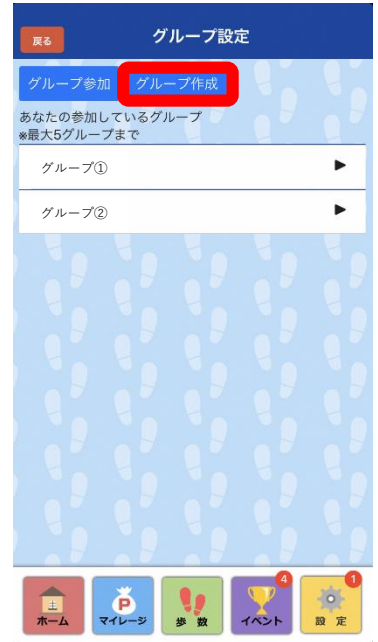 戻る
グループ設定
グループ参加
グループ作成
あなたの参加しているグループ
※最大5グループまで
グループ①
グループ②
4
1
P
ホーム
マイレージ
歩 数
イベント
設 定